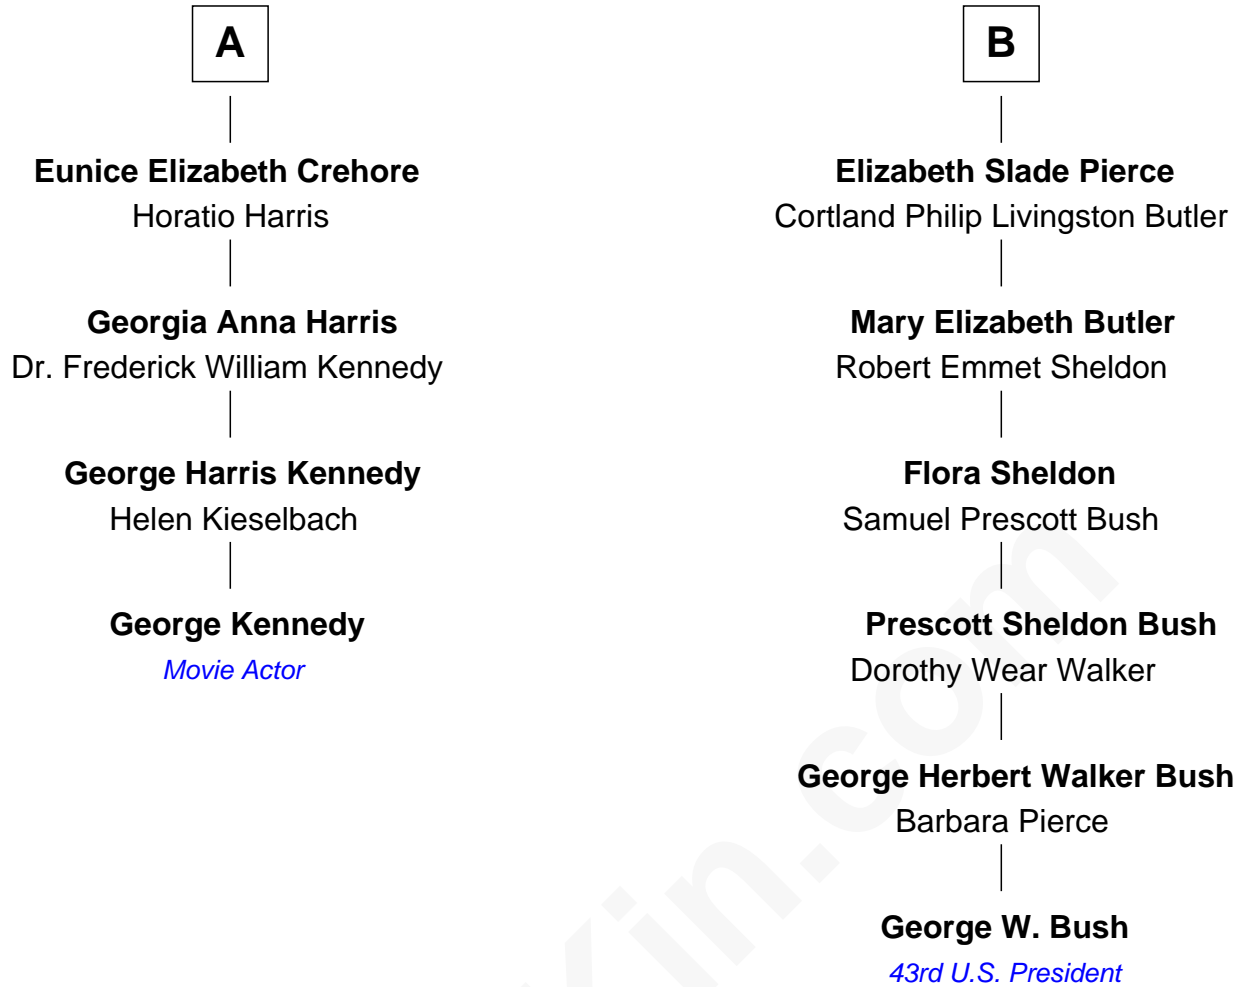 A
Eunice Elizabeth Crehore
Horatio Harris
Georgia Anna Harris
Dr. Frederick William Kennedy
George Harris Kennedy
Helen Kieselbach
George Kennedy
Movie Actor
B
Elizabeth Slade Pierce
Cortland Philip Livingston Butler
Mary Elizabeth Butler
Robert Emmet Sheldon
Flora Sheldon
Samuel Prescott Bush
Prescott Sheldon Bush
Dorothy Wear Walker
George Herbert Walker Bush
Barbara Pierce
George W. Bush
43rd U.S. President
Kin.com